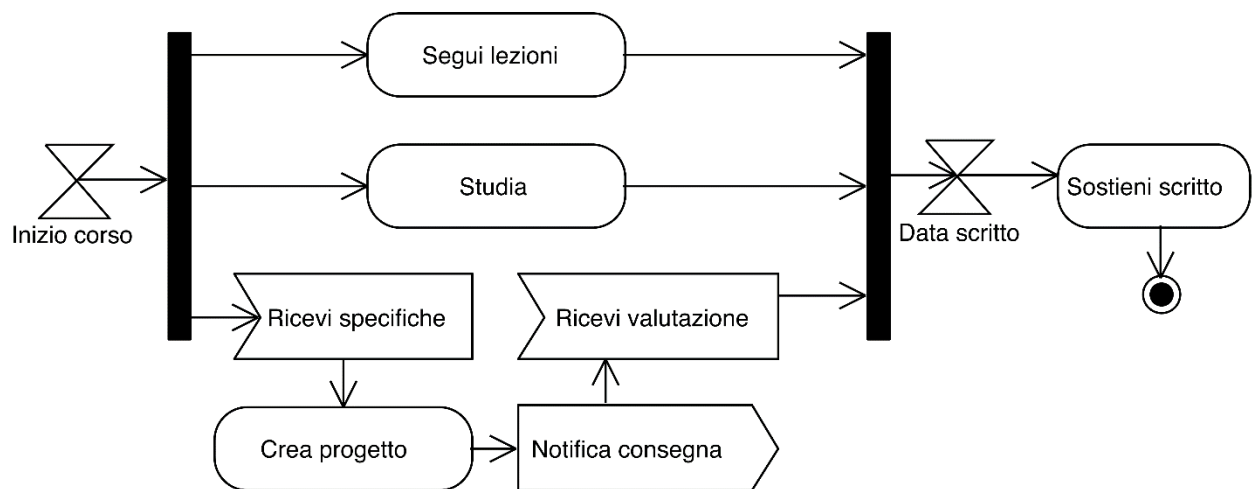 Segui lezioni
Studia
Inizio corso
Data scritto
Sostieni scritto
Ricevi specifiche
Ricevi valutazione
Crea progetto
Notifica consegna